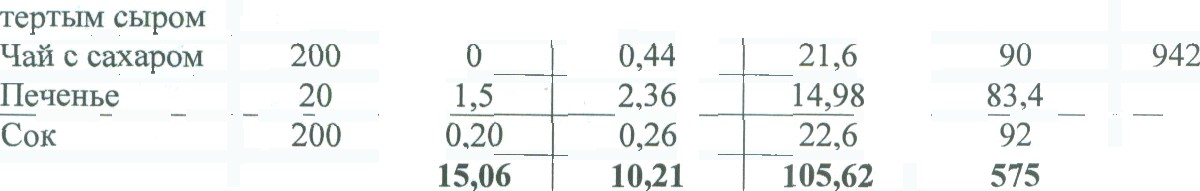 тертым сыром
Чай с сахаром 200 0 0,44 21,6 90 942
Печенье 20 1,5 2,36 14,98 83,4
Сок 200 0,20 0,26 22,6 92
15,06 10,21 105,62 575